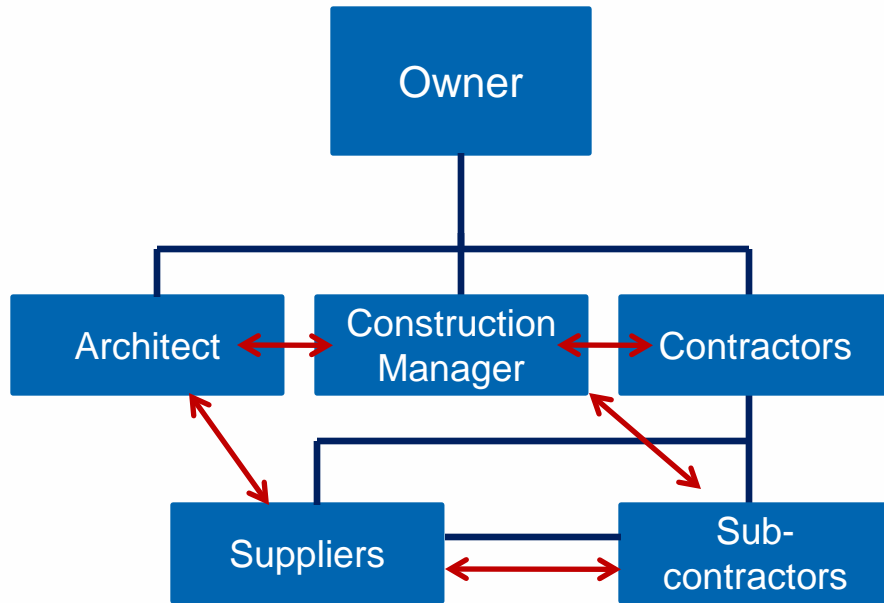 Owner
Architect
Construction
Manager
Contractors
Suppliers
Sub-
contractors